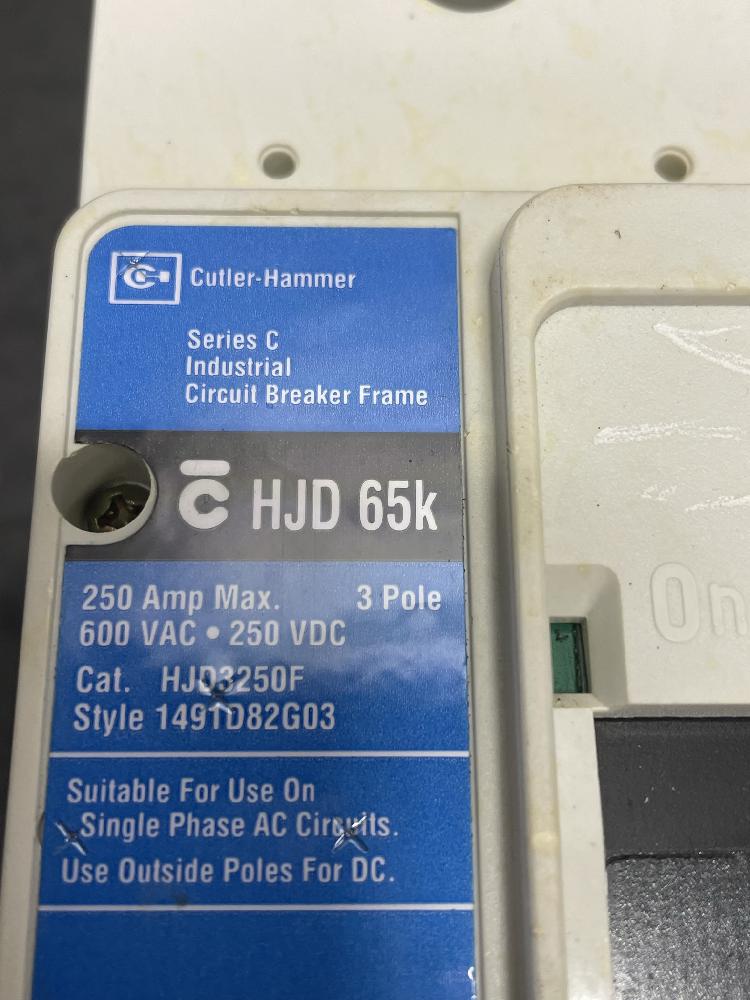 Cutler-Hammer
Series C
Industrial
Circuit Breaker Frame
HJD 65k
250 Amp Max. 3 Pole
600 VAC • 250 VDC
Cat. HJD3250F
Style 1491D82G03
Suitable For Use On
Single Phase AC Circuits.
Use Outside Poles For DC.
On